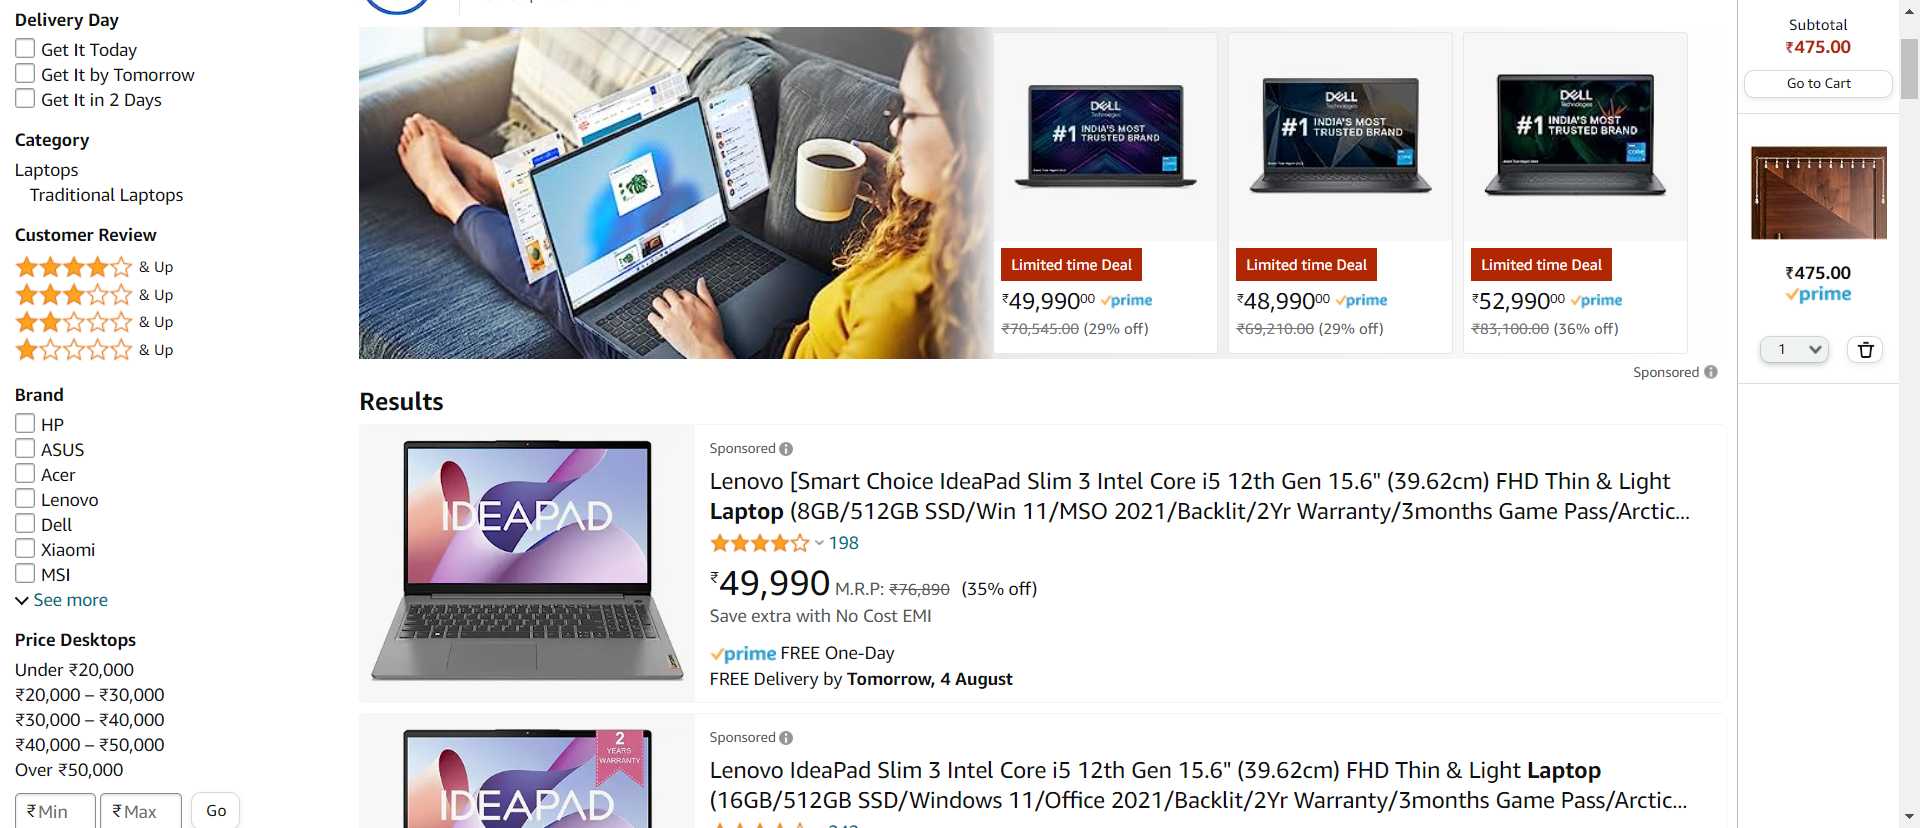 Delivery Day
Get It Today
Get It by Tomorrow
Get It in 2 Days
Category
Laptops
Traditional Laptops
Customer Review
& Up
& Up
& Up
& Up
Brand
HP
ASUS
Acer
Lenovo
Dell
Xiaomi
MSI
See more
Price Desktops
Under ₹20,000
₹20,000 – ₹30,000
₹30,000 – ₹40,000
₹40,000 – ₹50,000
Over ₹50,000
₹ Min ₹ Max Go
DELL
Technologies
#1 INDIA'S MOST
TRUSTED BRAND
Limited time Deal
₹49,99000 prime
₹70,545.00 (29% off)
DELL
Technologies
#1 INDIA'S MOST
TRUSTED BRAND
Limited time Deal
₹48,99000 prime
₹69,210.00 (29% off)
DELL
Technologies
#1 INDIA'S MOST
TRUSTED BRAND
Limited time Deal
₹52,99000 prime
₹83,100.00 (36% off)
Sponsored
Results
IDEAPAD
Sponsored
Lenovo [Smart Choice IdeaPad Slim 3 Intel Core i5 12th Gen 15.6" (39.62cm) FHD Thin & Light
Laptop (8GB/512GB SSD/Win 11/MSO 2021/Backlit/2Yr Warranty/3months Game Pass/Arctic...
198
₹49,990 M.R.P: ₹76,890 (35% off)
Save extra with No Cost EMI
prime FREE One-Day
FREE Delivery by Tomorrow, 4 August
2
YEARS
WARRANTY
IDEAPAD
Sponsored
Lenovo IdeaPad Slim 3 Intel Core i5 12th Gen 15.6" (39.62cm) FHD Thin & Light Laptop
(16GB/512GB SSD/Windows 11/Office 2021/Backlit/2Yr Warranty/3months Game Pass/Arctic...
Subtotal
₹475.00
Go to Cart
₹475.00
prime
1